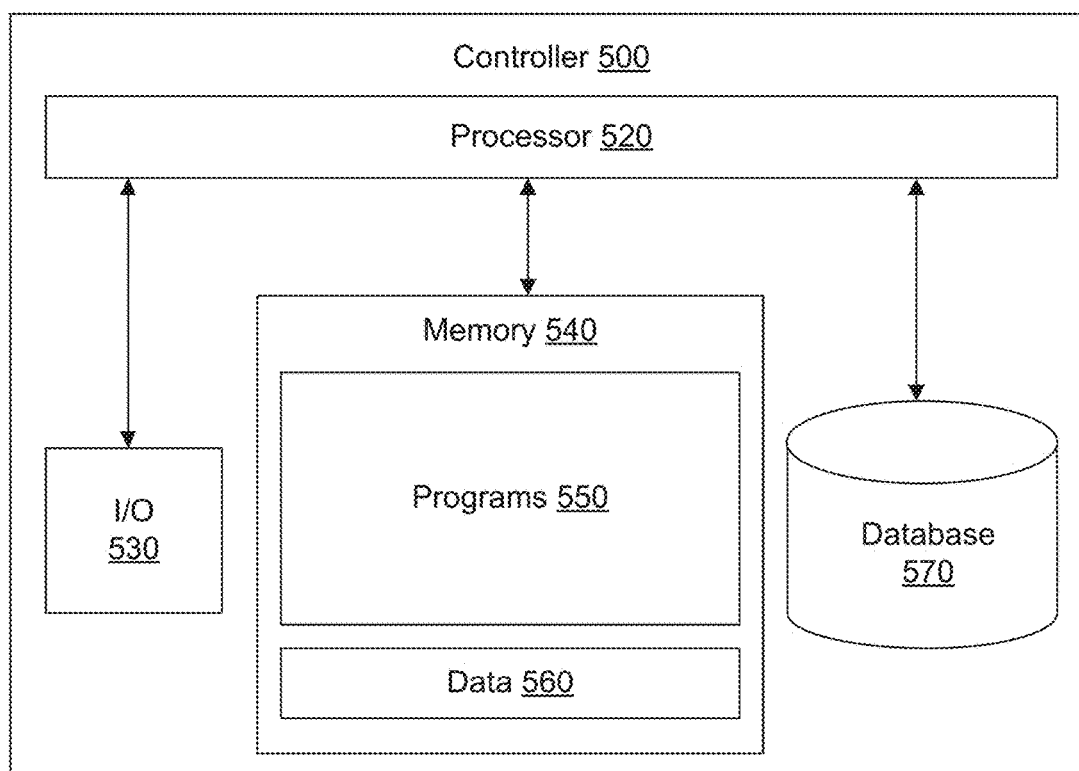 Controller 500
Processor 520
Memory 540
Programs 550
I/O
530
Database
570
Data 560